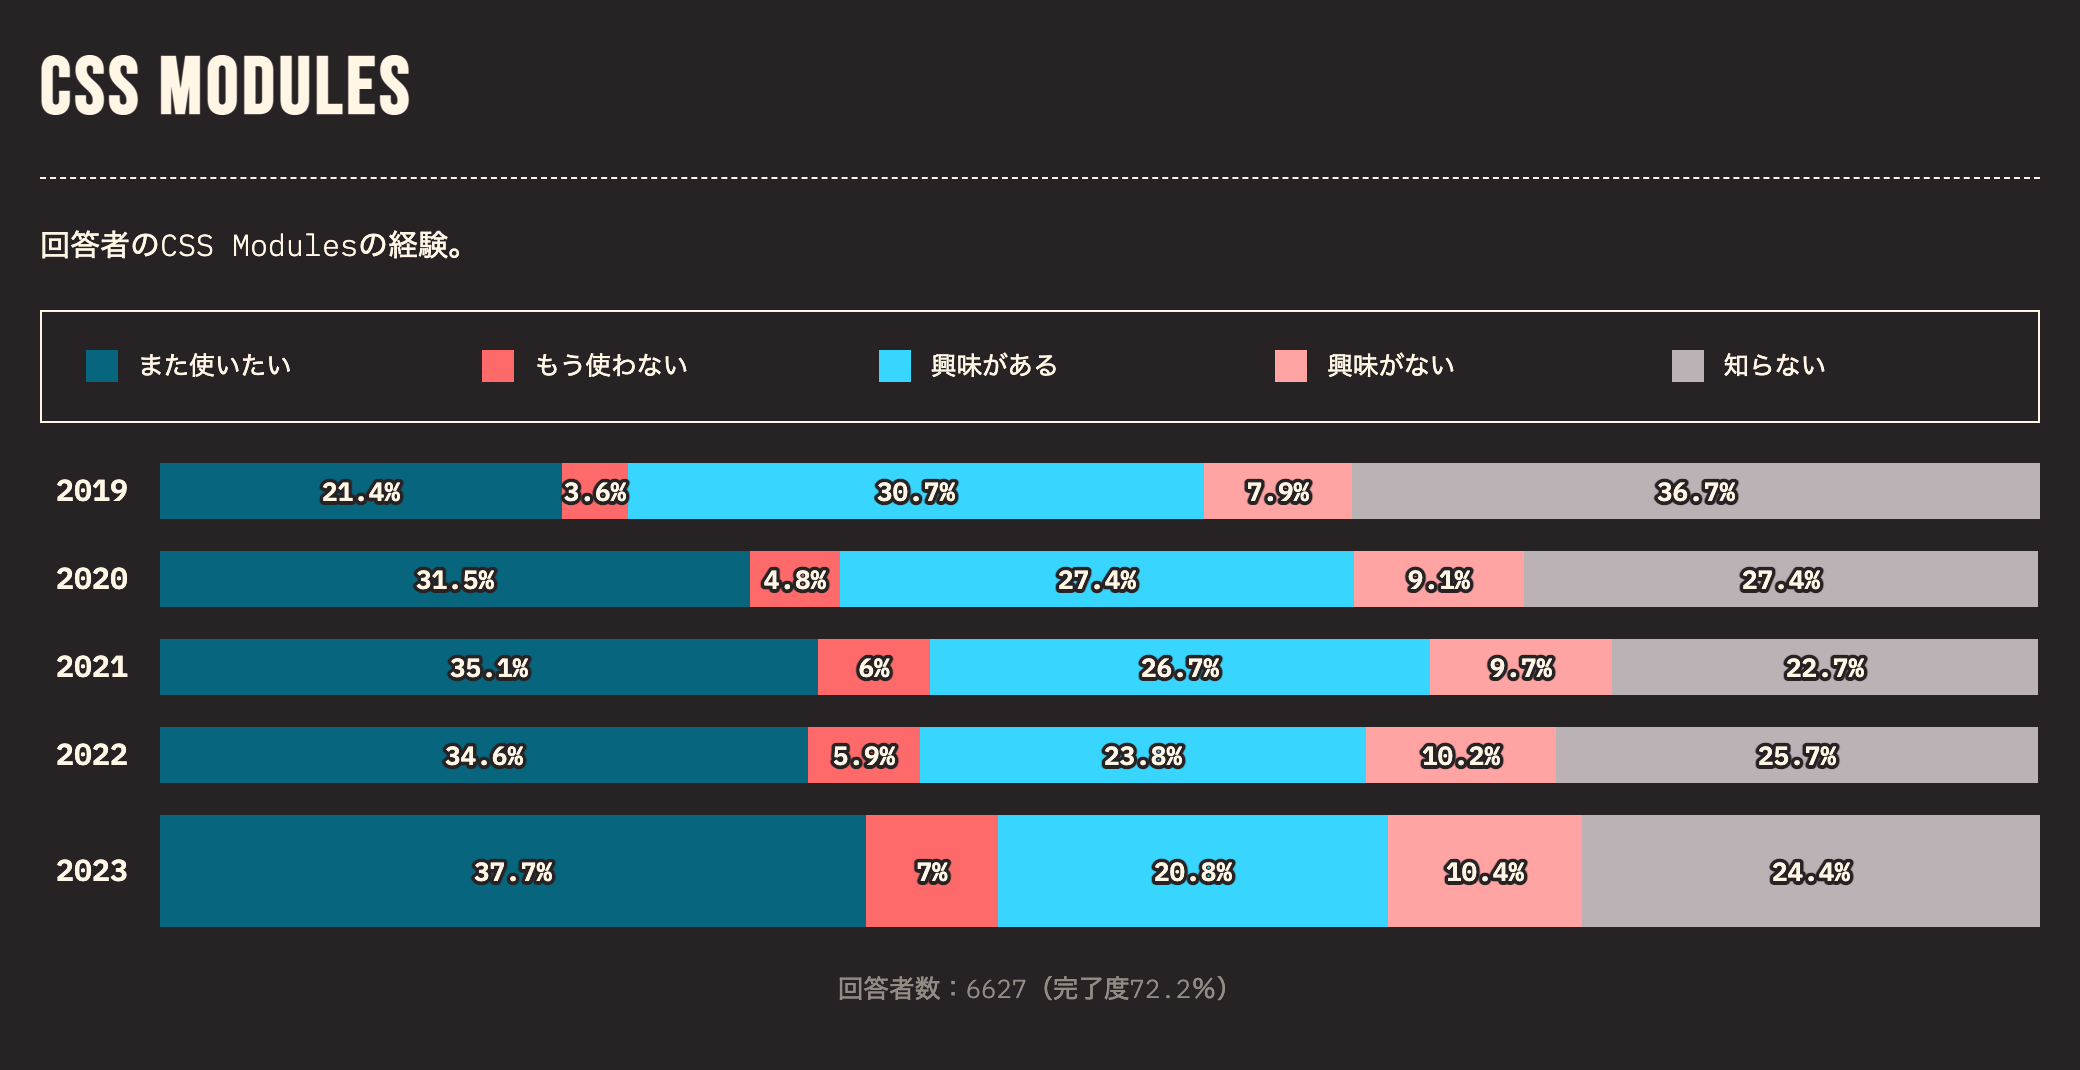 CSS MODULES
回答者のCSS Modulesの経験。
また使いたい もう使わない 興味がある 興味がない 知らない
2019 21.4% 3.6% 30.7% 7.9% 36.7%
2020 31.5% 4.8% 27.4% 9.1% 27.4%
2021 35.1% 6% 26.7% 9.7% 22.7%
2022 34.6% 5.9% 23.8% 10.2% 25.7%
2023 37.7% 7% 20.8% 10.4% 24.4%
回答者数：6627（完了度72.2％）